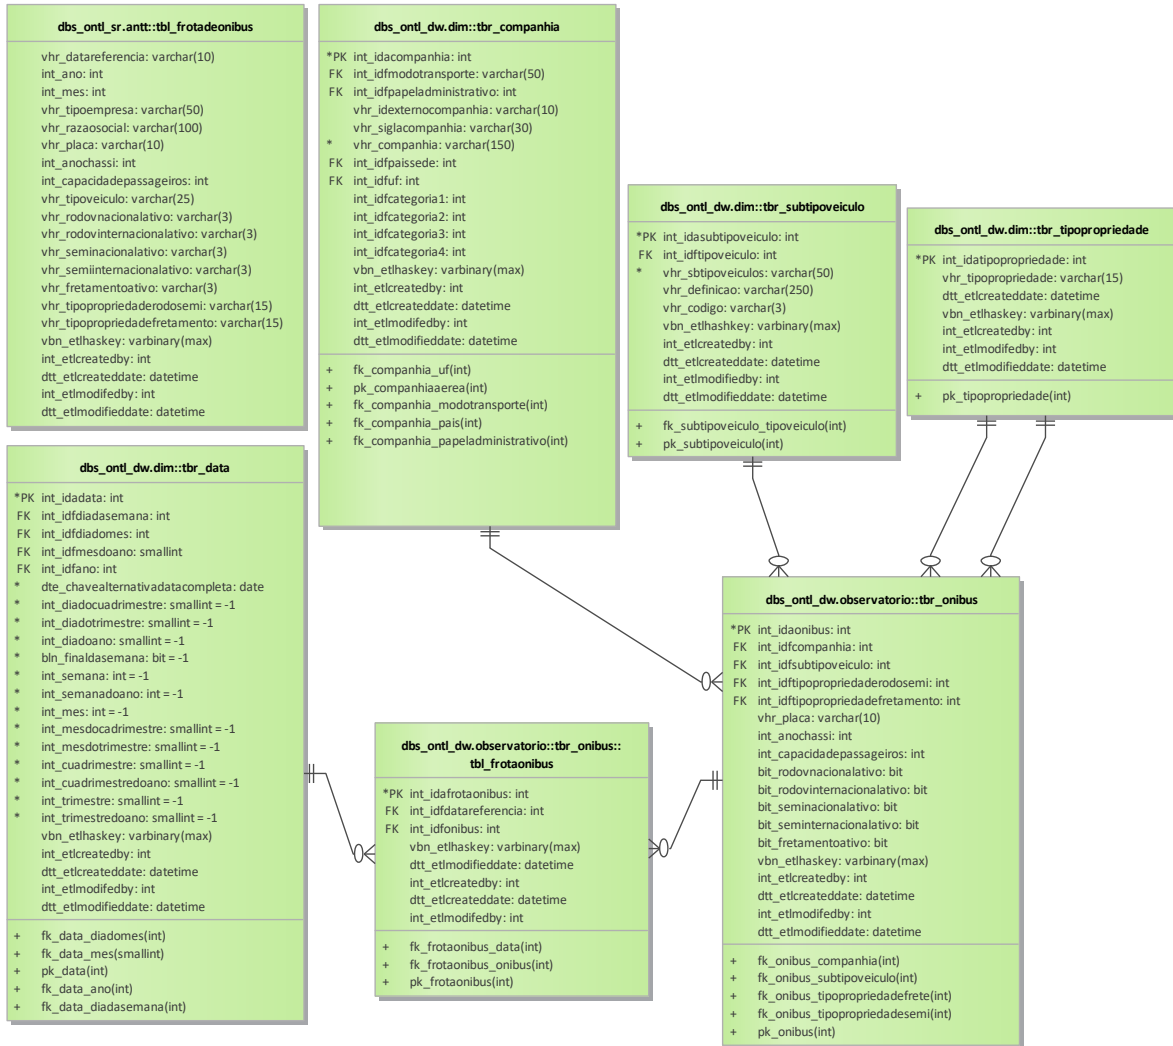 dbs_ontl_sr.antt::tbl_frotadeonibus
vhr_datareferencia: varchar(10)
int_ano: int
int_mes: int
vhr_tipoempresa: varchar(50)
vhr_razaosocial: varchar(100)
vhr_placa: varchar(10)
int_anochassi: int
int_capacidadepassageiros: int
vhr_tipoveiculo: varchar(25)
vhr_rodovnacionalativo: varchar(3)
vhr_rodovinternacionalativo: varchar(3)
vhr_seminacionalativo: varchar(3)
vhr_semiinternacionalativo: varchar(3)
vhr_fretamentoativo: varchar(3)
vhr_tipopropriedaderodosemi: varchar(15)
vhr_tipopropriedadefretamento: varchar(15)
vbn_etlhaskey: varbinary(max)
int_etlcreatedby: int
dtt_etlcreateddate: datetime
int_etlmodifedby: int
dtt_etlmodifieddate: datetime
dbs_ontl_dw.dim::tbr_companhia
*PK int_idacompanhia: int
FK int_idfmodotransporte: varchar(50)
FK int_idfpapeladministrativo: int
vhr_idexternocompanhia: varchar(10)
vhr_siglacompanhia: varchar(30)
* vhr_companhia: varchar(150)
FK int_idfpaissede: int
FK int_idfuf: int
int_idfcategoria1: int
int_idfcategoria2: int
int_idfcategoria3: int
int_idfcategoria4: int
vbn_etlhaskey: varbinary(max)
int_etlcreatedby: int
dtt_etlcreateddate: datetime
int_etlmodifedby: int
dtt_etlmodifieddate: datetime
+ fk_companhia_uf(int)
+ pk_companhiaaerea(int)
+ fk_companhia_modotransporte(int)
+ fk_companhia_pais(int)
+ fk_companhia_papeladministrativo(int)
dbs_ontl_dw.dim::tbr_subtipoveiculo
*PK int_idasubtipoveiculo: int
FK int_idftipoveiculo: int
* vhr_sbtipoveiculos: varchar(50)
vhr_definicao: varchar(250)
vhr_codigo: varchar(3)
vbn_etlhashkey: varbinary(max)
int_etlcreatedby: int
dtt_etlcreateddate: datetime
int_etlmodifiedby: int
dtt_etlmodifieddate: datetime
+ fk_subtipoveiculo_tipoveiculo(int)
+ pk_subtipoveiculo(int)
dbs_ontl_dw.dim::tbr_tipopropriedade
*PK int_idatipopropriedade: int
vhr_tipopropriedade: varchar(15)
dtt_etlcreateddate: datetime
vbn_etlhaskey: varbinary(max)
int_etlcreatedby: int
int_etlmodifedby: int
dtt_etlmodifieddate: datetime
+ pk_tipopropriedade(int)
dbs_ontl_dw.dim::tbr_data
*PK int_idadata: int
FK int_idfdiadasemana: int
FK int_idfdiadomes: int
FK int_idfmesdoano: smallint
FK int_idfano: int
* dte_chavealternativadatacompleta: date
* int_diadocuadrimestre: smallint = -1
* int_diadotrimestre: smallint = -1
* int_diadoano: smallint = -1
* bln_finaldasemana: bit = -1
* int_semana: int = -1
* int_semanadoano: int = -1
* int_mes: int = -1
* int_mesdocadrimestre: smallint = -1
* int_mesdotrimestre: smallint = -1
* int_cuadrimestre: smallint = -1
* int_cuadrimestredoano: smallint = -1
* int_trimestre: smallint = -1
* int_trimestredoano: smallint = -1
vbn_etlhaskey: varbinary(max)
int_etlcreatedby: int
dtt_etlcreateddate: datetime
int_etlmodifedby: int
dtt_etlmodifieddate: datetime
+ fk_data_diadomes(int)
+ fk_data_mes(smallint)
+ pk_data(int)
+ fk_data_ano(int)
+ fk_data_diadasemana(int)
dbs_ontl_dw.observatorio::tbr_onibus::
tbl_frotaonibus
*PK int_idafrotaonibus: int
FK int_idfdatareferencia: int
FK int_idfonibus: int
vbn_etlhaskey: varbinary(max)
dtt_etlmodifieddate: datetime
int_etlcreatedby: int
dtt_etlcreateddate: datetime
int_etlmodifedby: int
+ fk_frotaonibus_data(int)
+ fk_frotaonibus_onibus(int)
+ pk_frotaonibus(int)
dbs_ontl_dw.observatorio::tbr_onibus
*PK int_idaonibus: int
FK int_idfcompanhia: int
FK int_idfsubtipoveiculo: int
FK int_idftipopropriedaderodosemi: int
FK int_idftipopropriedadefretamento: int
vhr_placa: varchar(10)
int_anochassi: int
int_capacidadepassageiros: int
bit_rodovnacionalativo: bit
bit_rodovinternacionalativo: bit
bit_seminacionalativo: bit
bit_seminternacionalativo: bit
bit_fretamentoativo: bit
vbn_etlhaskey: varbinary(max)
int_etlcreatedby: int
dtt_etlcreateddate: datetime
int_etlmodifedby: int
dtt_etlmodifieddate: datetime
+ fk_onibus_companhia(int)
+ fk_onibus_subtipoveiculo(int)
+ fk_onibus_tipopropriedadefrete(int)
+ fk_onibus_tipopropriedadesemi(int)
+ pk_onibus(int)